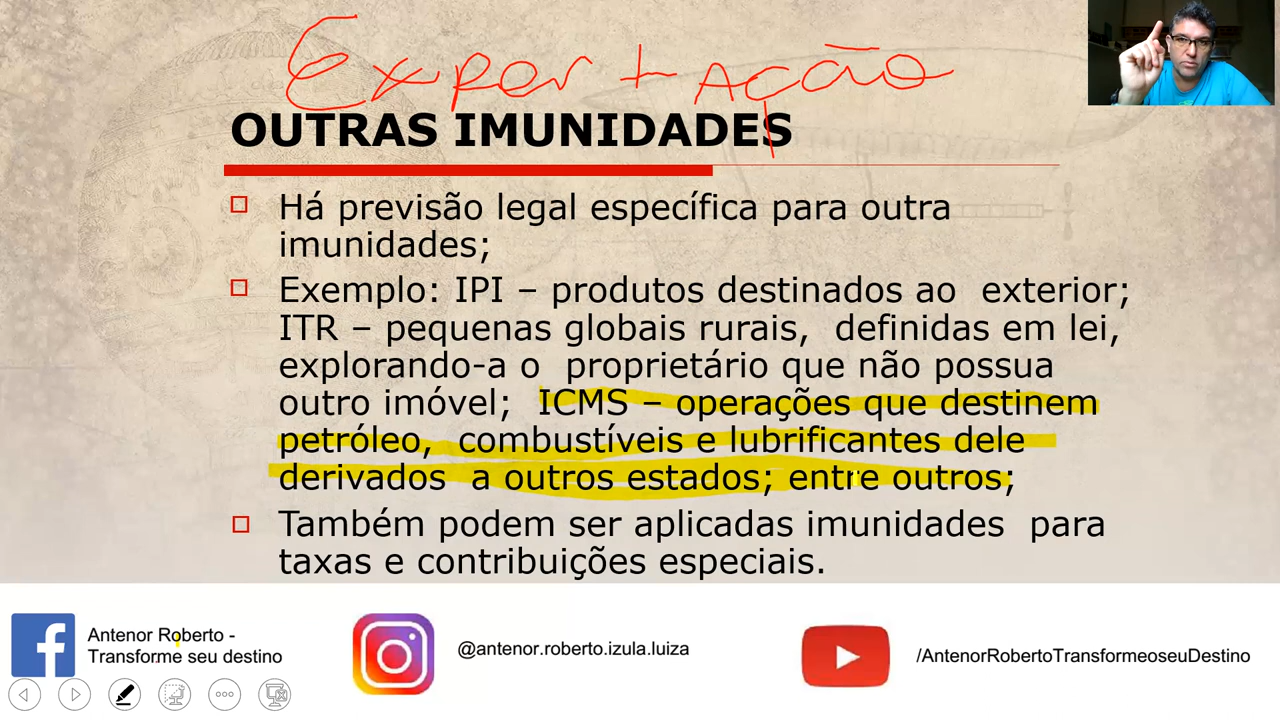 Expor + Ação
OUTRAS IMUNIDADES
Há previsão legal específica para outra
imunidades;
Exemplo: IPI – produtos destinados ao exterior;
ITR – pequenas globais rurais, definidas em lei,
explorando-a o proprietário que não possua
outro imóvel; ICMS – operações que destinem
petróleo, combustíveis e lubrificantes dele
derivados a outros estados; entre outros;
Também podem ser aplicadas imunidades para
taxas e contribuições especiais.
Antenor Roberto -
Transforme seu destino
@antenor.roberto.izula.luiza
/AntenorRobertoTransformeoseuDestino